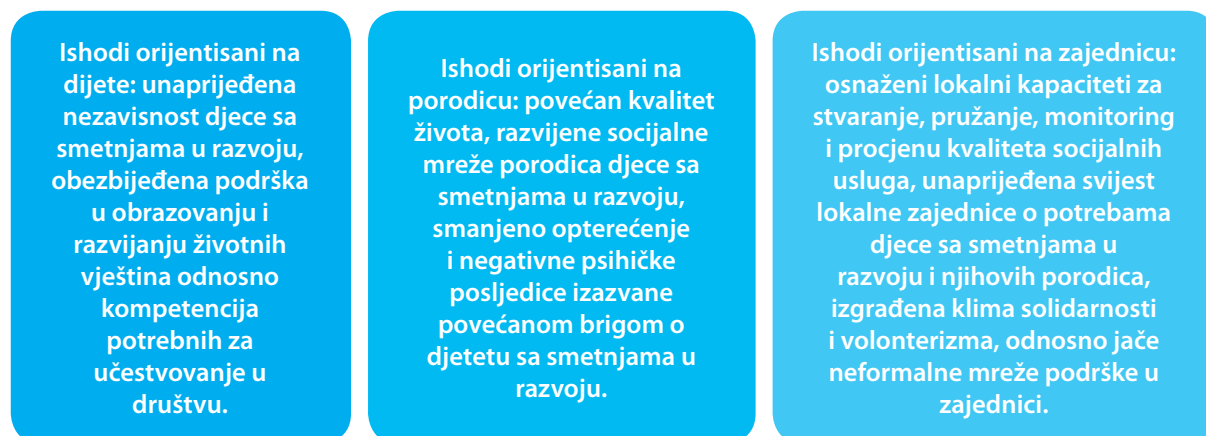 Ishodi orijentisani na
dijete: unaprijeđena
nezavisnost djece sa
smetnjama u razvoju,
obezbijeđena podrška
u obrazovanju i
razvijanju životnih
vještina odnosno
kompetencija
potrebnih za
učestvovanje u
društvu.
Ishodi orijentisani na
porodicu: povećan kvalitet
života, razvijene socijalne
mreže porodica djece sa
smetnjama u razvoju,
smanjeno opterećenje
i negativne psihičke
posljedice izazvane
povećanom brigom o
djetetu sa smetnjama u
razvoju.
Ishodi orijentisani na zajednicu:
osnaženi lokalni kapaciteti za
stvaranje, pružanje, monitoring
i procjenu kvaliteta socijalnih
usluga, unaprijeđena svijest
lokalne zajednice o potrebama
djece sa smetnjama u
razvoju i njihovih porodica,
izgrađena klima solidarnosti
i volonterizma, odnosno jače
neformalne mreže podrške u
zajednici.